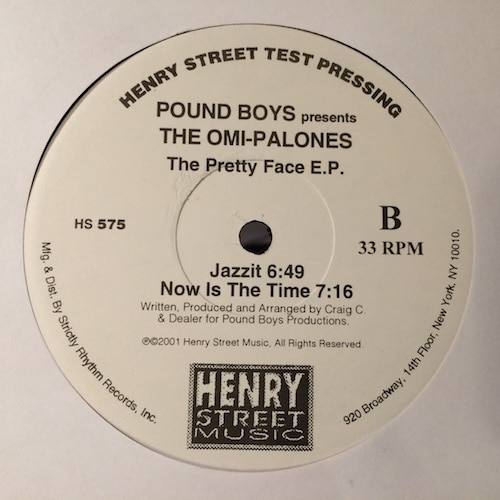 HENRY STREET TEST PRESSING
POUND BOYS presents
THE OMI-PALONES
The Pretty Face E.P.
HS 575
B
33 RPM
Jazzit 6:49
Now Is The Time 7:16
Written, Produced and Arranged by Craig C.
& Dealer for Pound Boys Productions.
℗©2001 Henry Street Music, All Rights Reserved.
Mfg. & Dist. By Strictly Rhythm Records, Inc.
920 Broadway, 14th Floor, New York. NY 10010.
HENRY
STREET
MUSIC